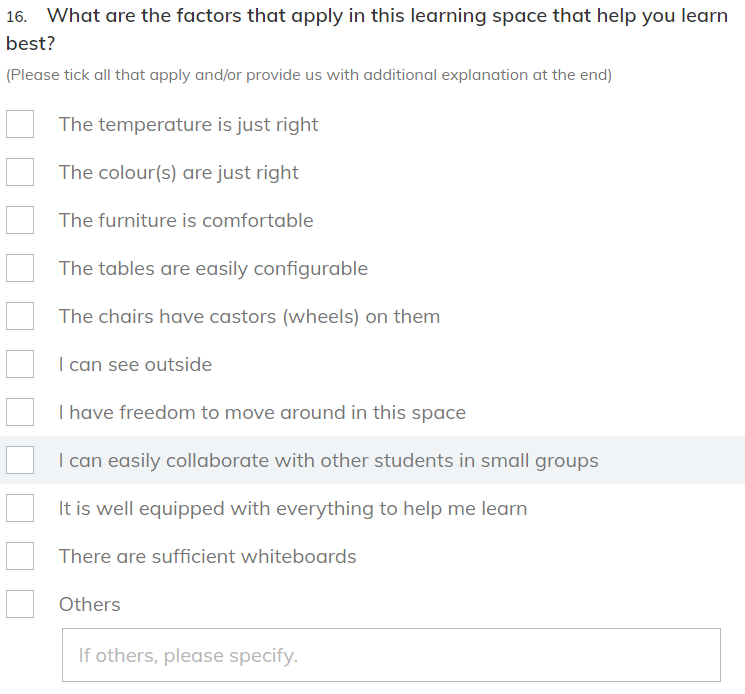 16. What are the factors that apply in this learning space that help you learn
best?
(Please tick all that apply and/or provide us with additional explanation at the end)
The temperature is just right
The colour(s) are just right
The furniture is comfortable
The tables are easily configurable
The chairs have castors (wheels) on them
I can see outside
I have freedom to move around in this space
I can easily collaborate with other students in small groups
It is well equipped with everything to help me learn
There are sufficient whiteboards
Others
If others, please specify.